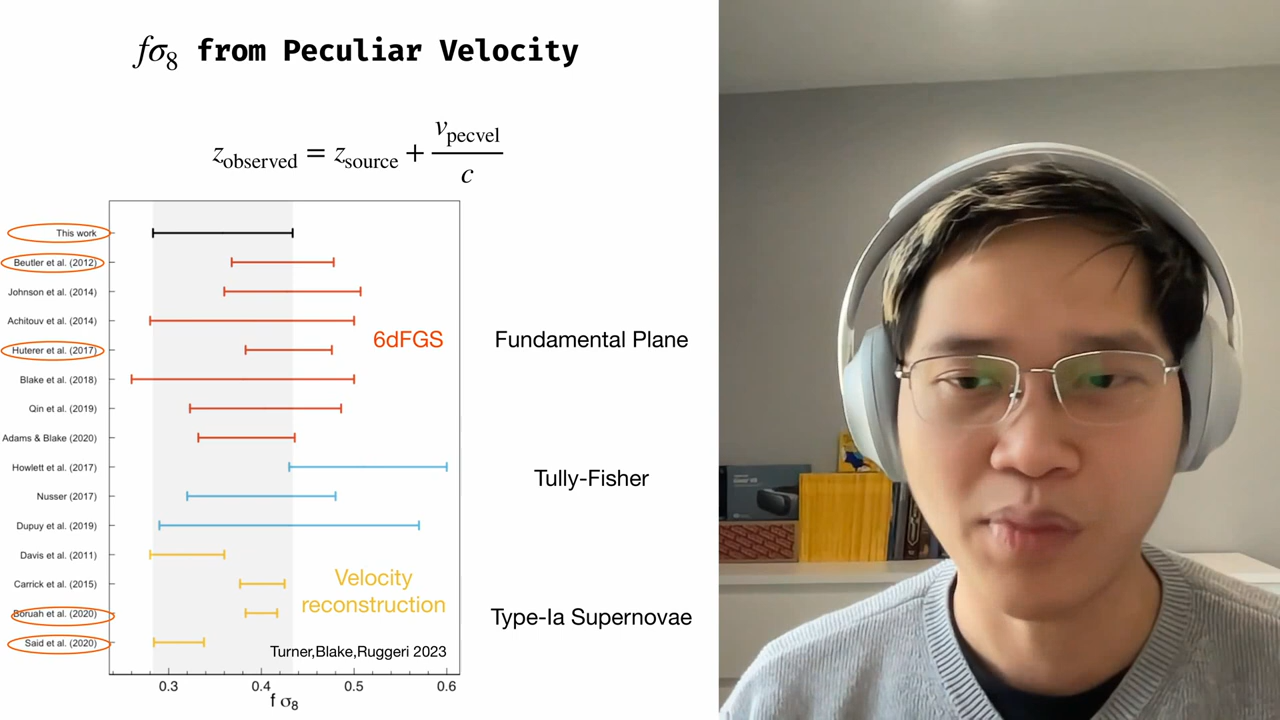 fσ₈ from Peculiar Velocity
z_observed = z_source + v_pecvel / c
This work
Beutler et al. (2012)
Johnson et al. (2014)
Achitouv et al. (2014)
Huterer et al. (2017)
Blake et al. (2018)
Qin et al. (2019)
Adams & Blake (2020)
Howlett et al. (2017)
Nusser (2017)
Dupuy et al. (2019)
Davis et al. (2011)
Carrick et al. (2015)
Boruah et al. (2020)
Said et al. (2020)
6dFGS
Velocity
reconstruction
Turner,Blake,Ruggeri 2023
0.3 0.4 0.5 0.6
f σ₈
Fundamental Plane
Tully-Fisher
Type-Ia Supernovae